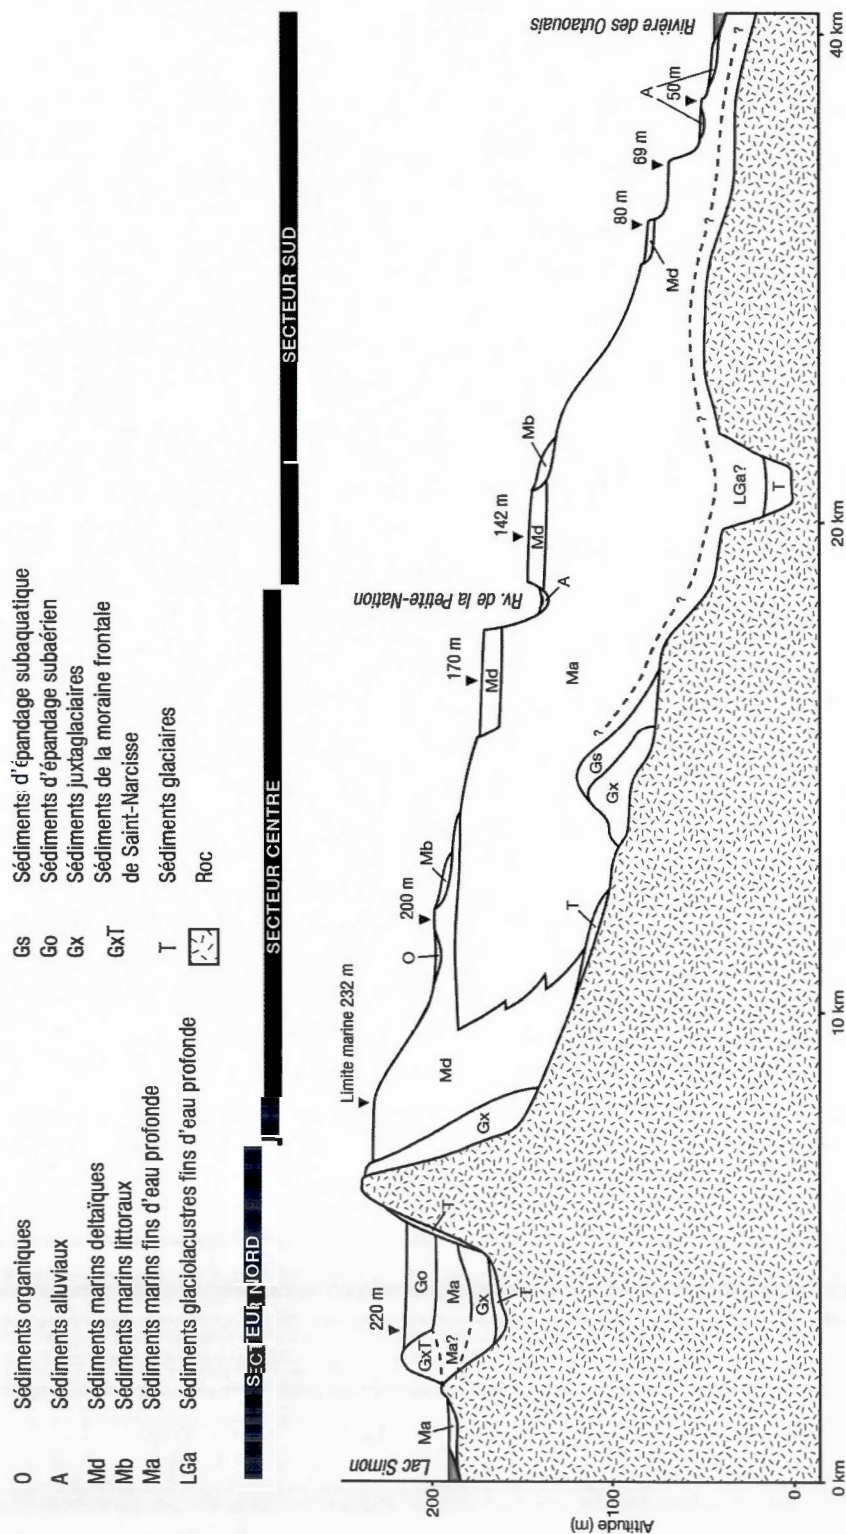 O Sédiments organiques
A Sédiments alluviaux
Md Sédiments marins deltaïques
Mb Sédiments marins littoraux
Ma Sédiments marins fins d'eau profonde
LGa Sédiments glaciolacustres fins d'eau profonde
Gs Sédiments d'épandage subaquatique
Go Sédiments d'épandage subaérien
Gx Sédiments juxtaglaciaires
GxT Sédiments de la moraine frontale
de Saint-Narcisse
T Sédiments glaciaires
Roc
SECTEUR NORD
SECTEUR CENTRE
SECTEUR SUD
Lac Simon
220 m
Limite marine 232 m
200 m
170 m
Rv. de la Petite-Nation
142 m
80 m
69 m
50 m
Rivière des Outaouais
Ma
GxT
Ma?
Go
Ma
Gx
T
T
Gx
Md
O
Mb
T
Md
Ma
Gs
Gx
A
Md
Mb
LGa?
T
Md
A
?
?
?
?
?
Altitude (m)
200
100
0
0 km
10 km
20 km
40 km